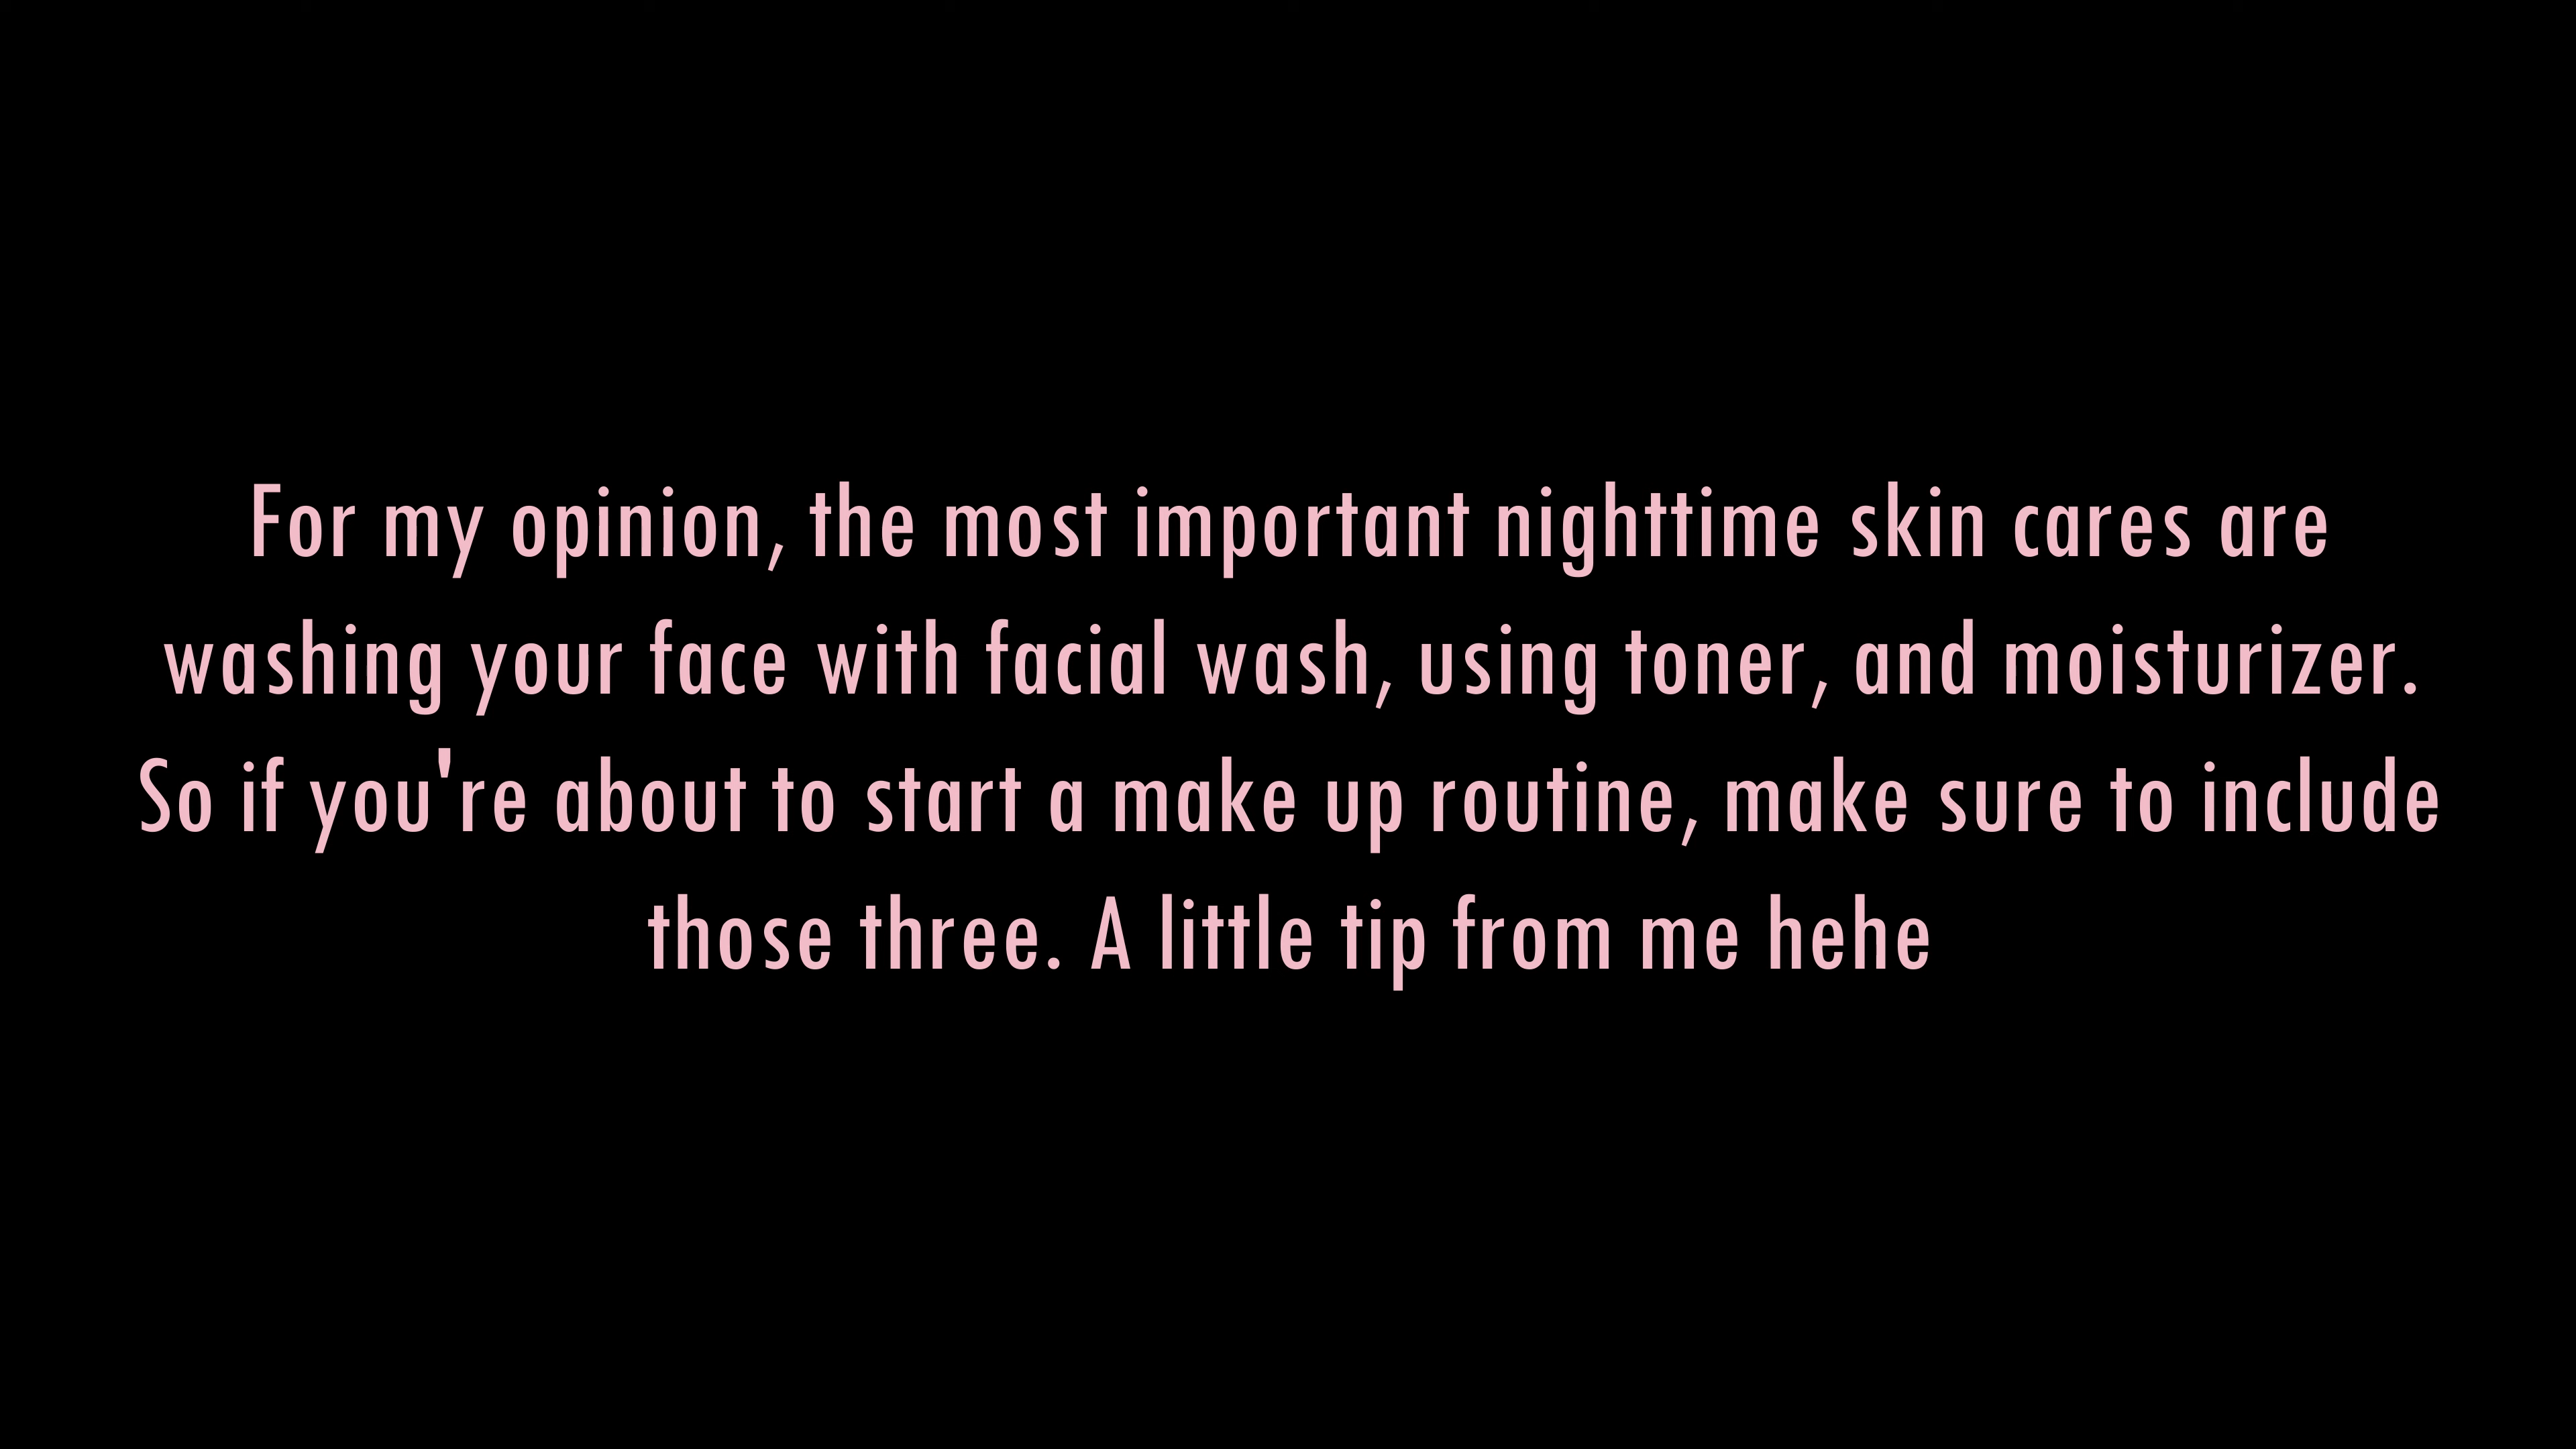 For my opinion, the most important nighttime skin cares are
washing your face with facial wash, using toner, and moisturizer.
So if you're about to start a make up routine, make sure to include
those three. A little tip from me hehe